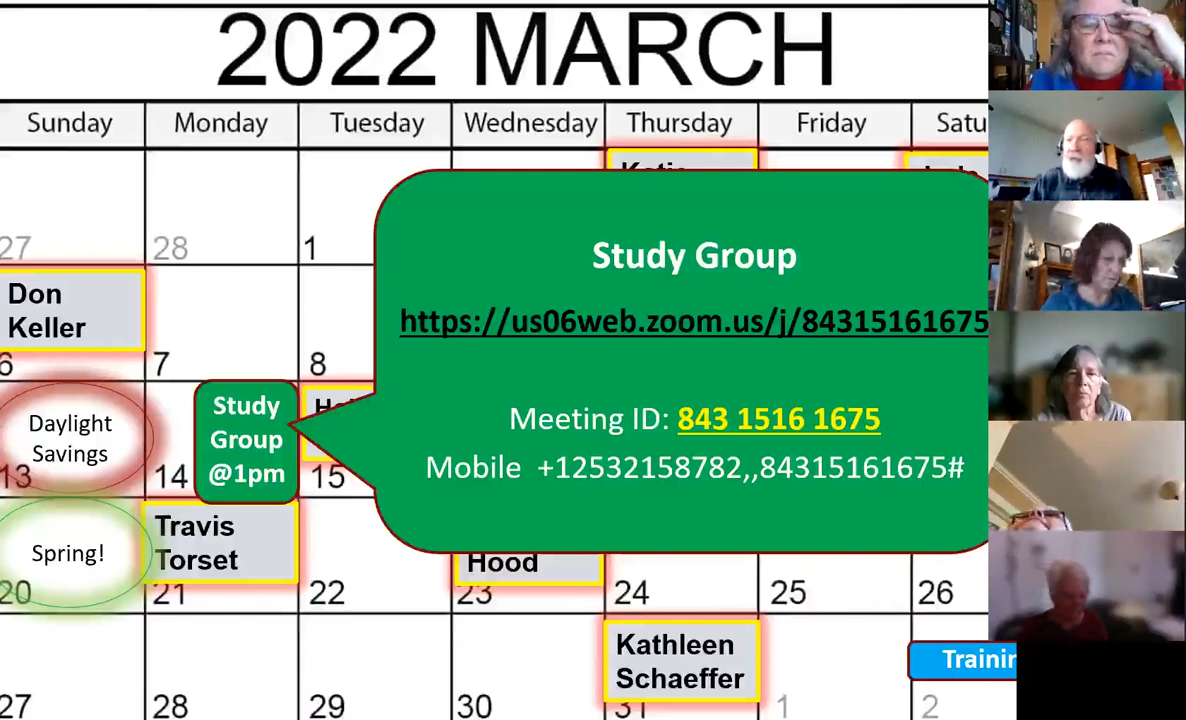 2022 MARCH
Sunday Monday Tuesday Wednesday Thursday Friday Satu
27 28 1
Study Group
https://us06web.zoom.us/j/84315161675
Meeting ID: 843 1516 1675
Mobile +12532158782,,84315161675#
Don
Keller
6 7 8
Daylight
Savings
13 14 15
Study
Group
@1pm
Spring!
Travis
Torset
Hood
20 21 22 23 24 25 26
Kathleen
Schaeffer
Trainin
27 28 29 30 31 1 2